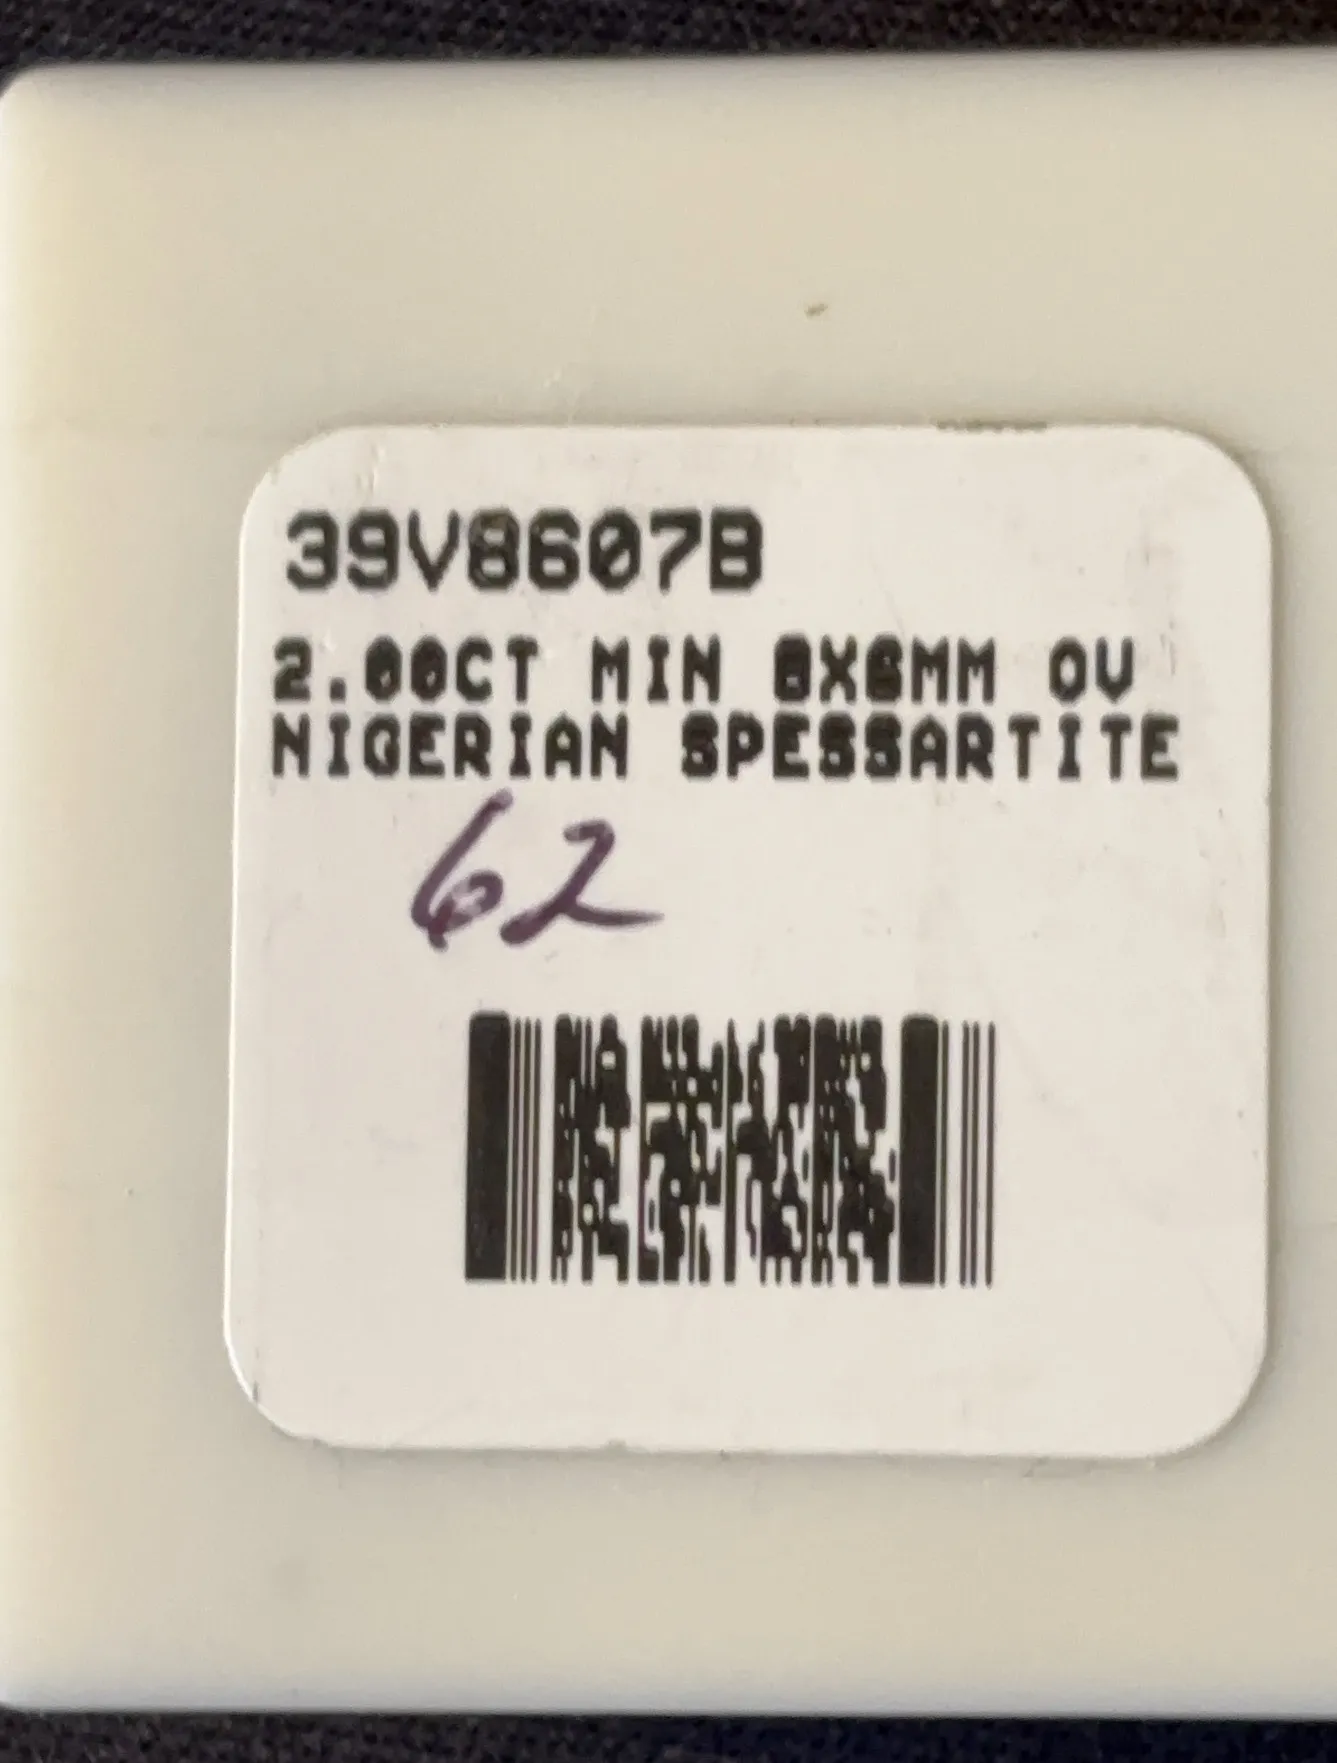 39V8607B
2.00CT MIN 8X6MM OV
NIGERIAN SPESSARTITE
62